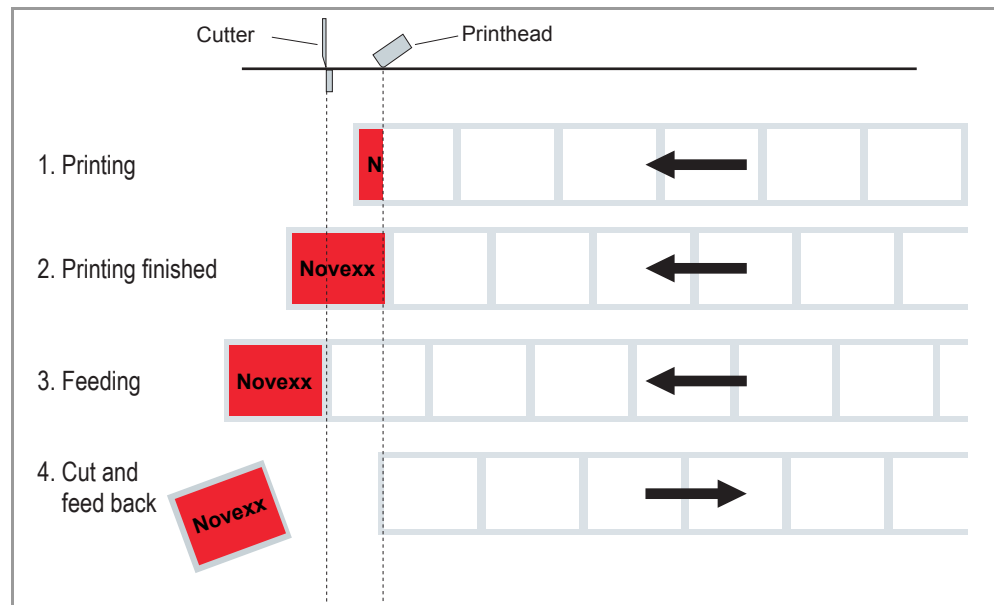 Cutter
Printhead
1. Printing
N
2. Printing finished
Novexx
3. Feeding
Novexx
4. Cut and
feed back
Novexx